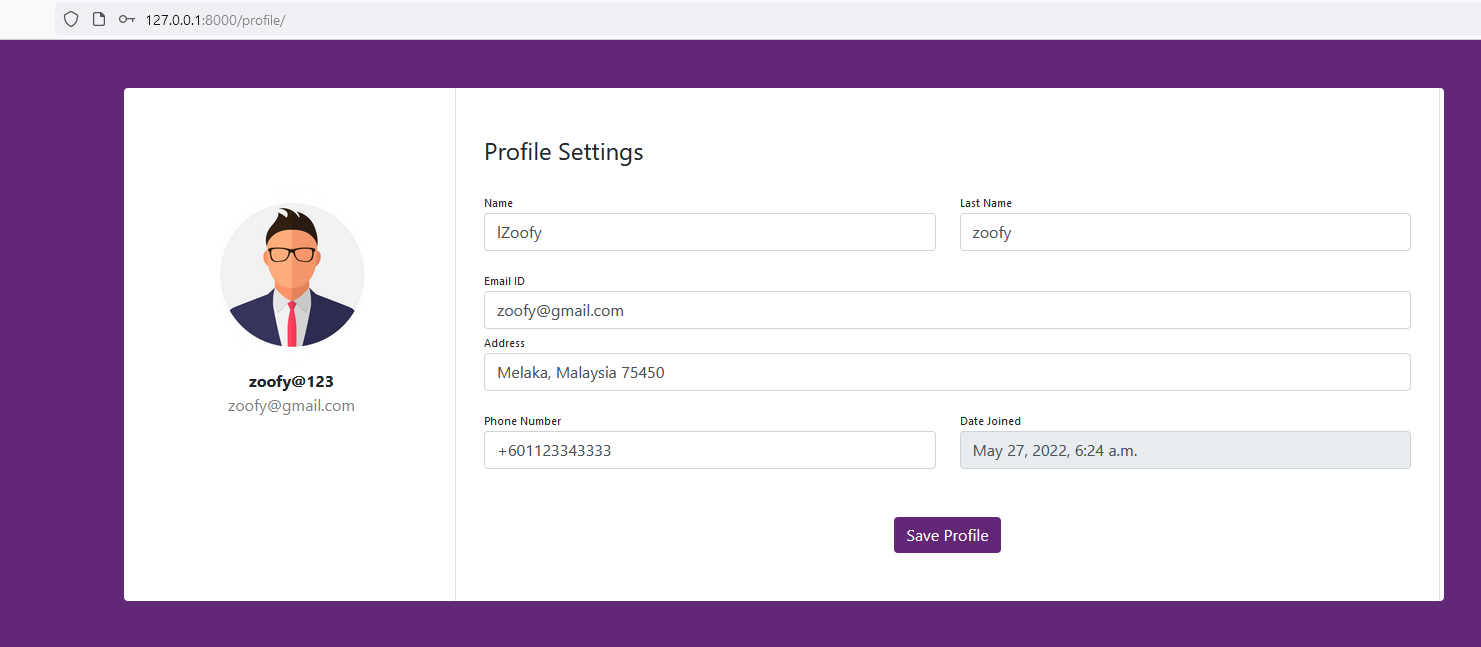 127.0.0.1:8000/profile/
zoofy@123
zoofy@gmail.com
Profile Settings
Name
lZoofy
Last Name
zoofy
Email ID
zoofy@gmail.com
Address
Melaka, Malaysia 75450
Phone Number
+601123343333
Date Joined
May 27, 2022, 6:24 a.m.
Save Profile